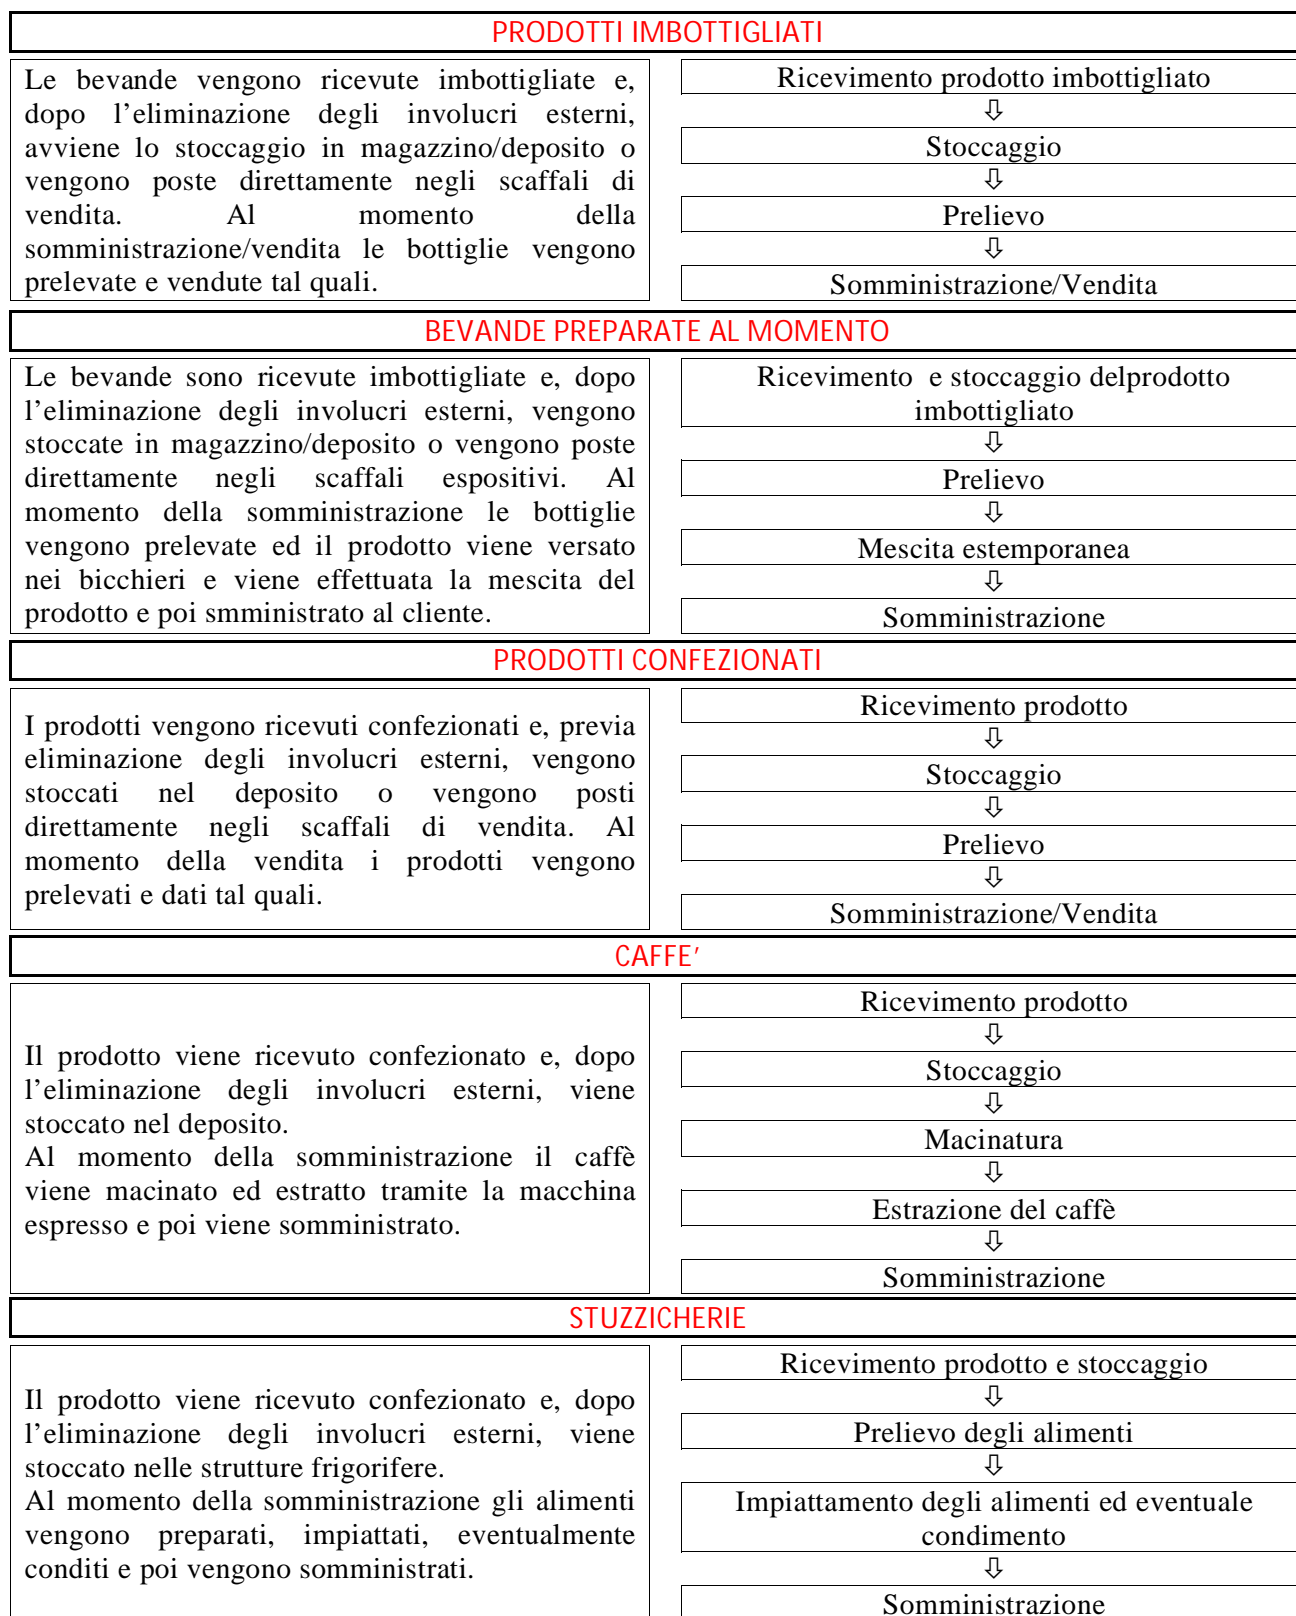 PRODOTTI IMBOTTIGLIATI
Le bevande vengono ricevute imbottigliate e,
dopo l’eliminazione degli involucri esterni,
avviene lo stoccaggio in magazzino/deposito o
vengono poste direttamente negli scaffali di
vendita. Al momento della
somministrazione/vendita le bottiglie vengono
prelevate e vendute tal quali.
Ricevimento prodotto imbottigliato
⇩
Stoccaggio
⇩
Prelievo
⇩
Somministrazione/Vendita
BEVANDE PREPARATE AL MOMENTO
Le bevande sono ricevute imbottigliate e, dopo
l’eliminazione degli involucri esterni, vengono
stoccate in magazzino/deposito o vengono poste
direttamente negli scaffali espositivi. Al
momento della somministrazione le bottiglie
vengono prelevate ed il prodotto viene versato
nei bicchieri e viene effettuata la mescita del
prodotto e poi smministrato al cliente.
Ricevimento e stoccaggio delprodotto
imbottigliato
⇩
Prelievo
⇩
Mescita estemporanea
⇩
Somministrazione
PRODOTTI CONFEZIONATI
I prodotti vengono ricevuti confezionati e, previa
eliminazione degli involucri esterni, vengono
stoccati nel deposito o vengono posti
direttamente negli scaffali di vendita. Al
momento della vendita i prodotti vengono
prelevati e dati tal quali.
Ricevimento prodotto
⇩
Stoccaggio
⇩
Prelievo
⇩
Somministrazione/Vendita
CAFFE’
Il prodotto viene ricevuto confezionato e, dopo
l’eliminazione degli involucri esterni, viene
stoccato nel deposito.
Al momento della somministrazione il caffè
viene macinato ed estratto tramite la macchina
espresso e poi viene somministrato.
Ricevimento prodotto
⇩
Stoccaggio
⇩
Macinatura
⇩
Estrazione del caffè
⇩
Somministrazione
STUZZICHERIE
Il prodotto viene ricevuto confezionato e, dopo
l’eliminazione degli involucri esterni, viene
stoccato nelle strutture frigorifere.
Al momento della somministrazione gli alimenti
vengono preparati, impiattati, eventualmente
conditi e poi vengono somministrati.
Ricevimento prodotto e stoccaggio
⇩
Prelievo degli alimenti
⇩
Impiattamento degli alimenti ed eventuale
condimento
⇩
Somministrazione